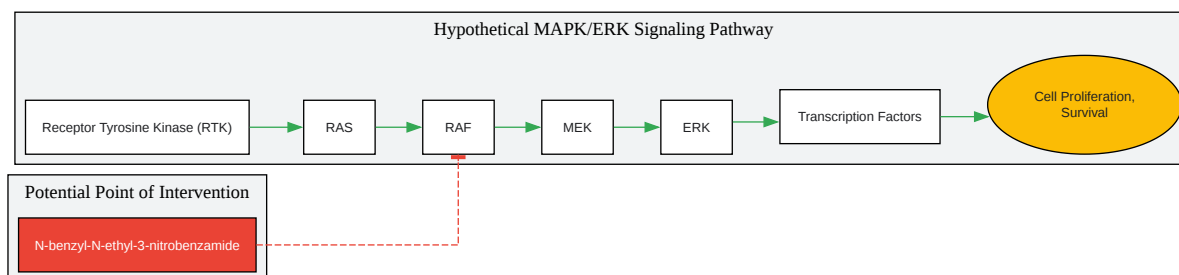 Hypothetical MAPK/ERK Signaling Pathway
Receptor Tyrosine Kinase (RTK)
RAS
RAF
MEK
ERK
Transcription Factors
Cell Proliferation,
Survival
Potential Point of Intervention
N-benzyl-N-ethyl-3-nitrobenzamide